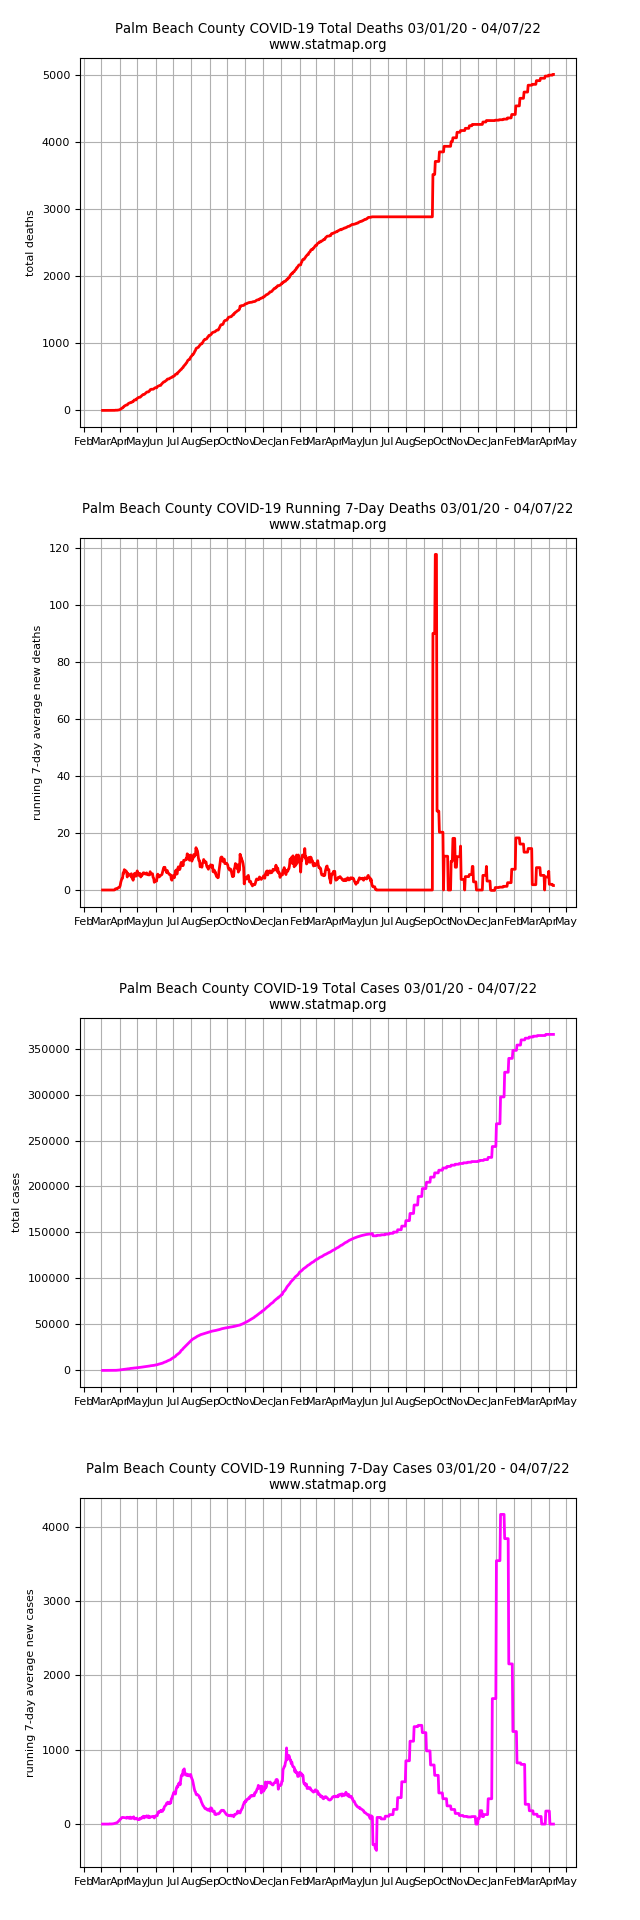 Palm Beach County COVID-19 Total Deaths 03/01/20 - 04/07/22
www.statmap.org
5000
4000
3000
2000
1000
0
total deaths
Feb Mar Apr May Jun Jul Aug Sep Oct Nov Dec Jan Feb Mar Apr May Jun Jul Aug Sep Oct Nov Dec Jan Feb Mar Apr May
Palm Beach County COVID-19 Running 7-Day Deaths 03/01/20 - 04/07/22
www.statmap.org
120
100
80
60
40
20
0
running 7-day average new deaths
Feb Mar Apr May Jun Jul Aug Sep Oct Nov Dec Jan Feb Mar Apr May Jun Jul Aug Sep Oct Nov Dec Jan Feb Mar Apr May
Palm Beach County COVID-19 Total Cases 03/01/20 - 04/07/22
www.statmap.org
350000
300000
250000
200000
150000
100000
50000
0
total cases
Feb Mar Apr May Jun Jul Aug Sep Oct Nov Dec Jan Feb Mar Apr May Jun Jul Aug Sep Oct Nov Dec Jan Feb Mar Apr May
Palm Beach County COVID-19 Running 7-Day Cases 03/01/20 - 04/07/22
www.statmap.org
4000
3000
2000
1000
0
running 7-day average new cases
Feb Mar Apr May Jun Jul Aug Sep Oct Nov Dec Jan Feb Mar Apr May Jun Jul Aug Sep Oct Nov Dec Jan Feb Mar Apr May